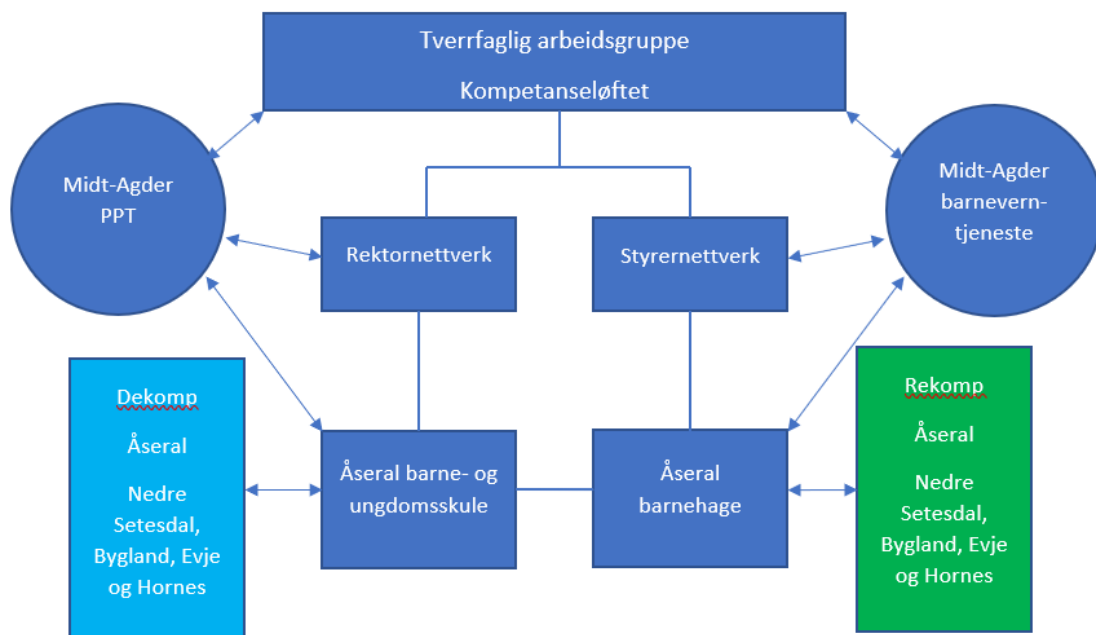 Tverrfaglig arbeidsgruppe
Kompetanseløftet
Midt-Agder
PPT
Midt-Agder
barnevern-
tjeneste
Rektornettverk
Styrernettverk
Dekomp
Åseral
Nedre
Setesdal,
Bygland, Evje
og Hornes
Åseral barne- og
ungdomsskule
Åseral
barnehage
Rekomp
Åseral
Nedre
Setesdal,
Bygland, Evje
og Hornes